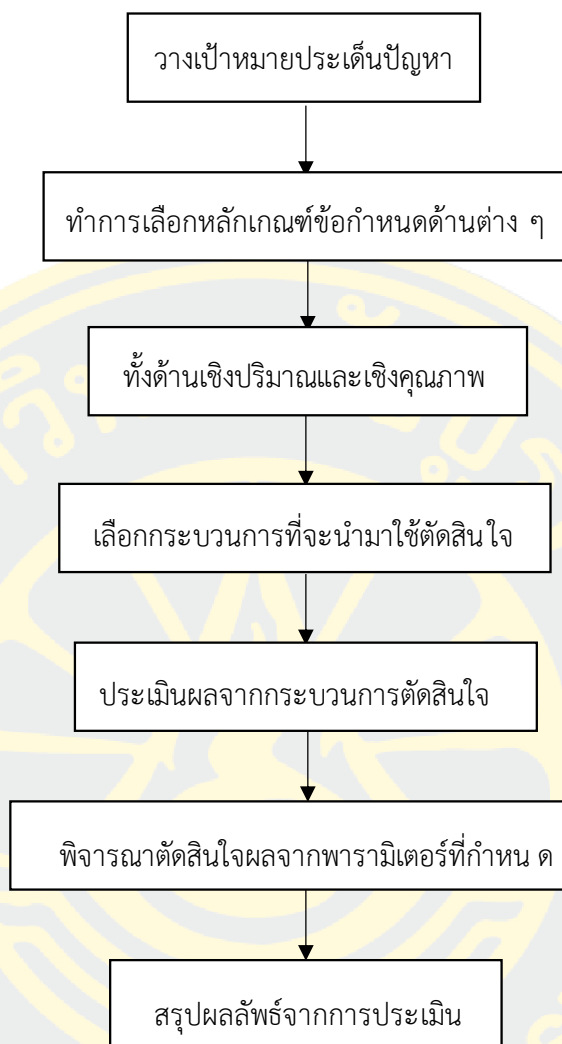 วางเป้าหมายประเด็นปัญหา
ทำการเลือกหลักเกณฑ์ข้อกำหนดด้านต่าง ๆ
ทั้งด้านเชิงปริมาณและเชิงคุณภาพ
เลือกกระบวนการที่จะนำมาใช้ตัดสินใจ
ประเมินผลจากกระบวนการตัดสินใจ
พิจารณาตัดสินใจผลจากพารามิเตอร์ที่กำหน ด
สรุปผลลัพธ์จากการประเมิน